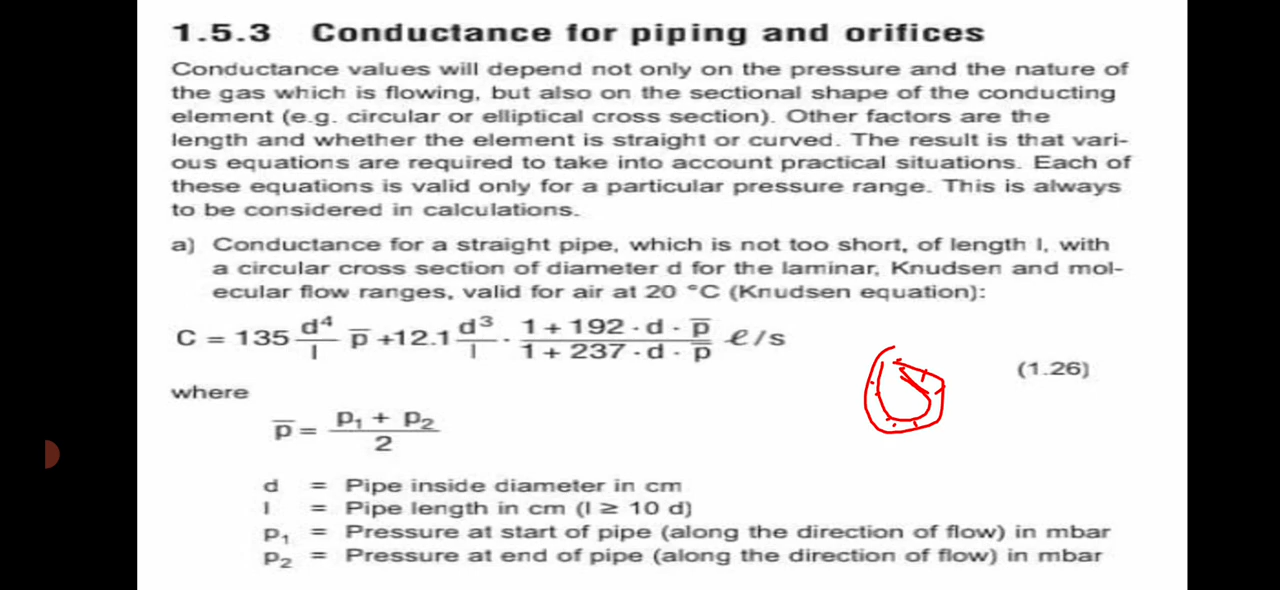 1.5.3 Conductance for piping and orifices
Conductance values will depend not only on the pressure and the nature of
the gas which is flowing, but also on the sectional shape of the conducting
element (e.g. circular or elliptical cross section). Other factors are the
length and whether the element is straight or curved. The result is that vari-
ous equations are required to take into account practical situations. Each of
these equations is valid only for a particular pressure range. This is always
to be considered in calculations.
a) Conductance for a straight pipe, which is not too short, of length l, with
a circular cross section of diameter d for the laminar, Knudsen and mol-
ecular flow ranges, valid for air at 20 °C (Knudsen equation):
C = 135 d⁴/l p̅ +12.1 d³/l · (1 + 192 · d · p̅)/(1 + 237 · d · p̅) ℓ/s
(1.26)
where
p̅ = (p₁ + p₂)/2
d = Pipe inside diameter in cm
l = Pipe length in cm (l ≥ 10 d)
p₁ = Pressure at start of pipe (along the direction of flow) in mbar
p₂ = Pressure at end of pipe (along the direction of flow) in mbar